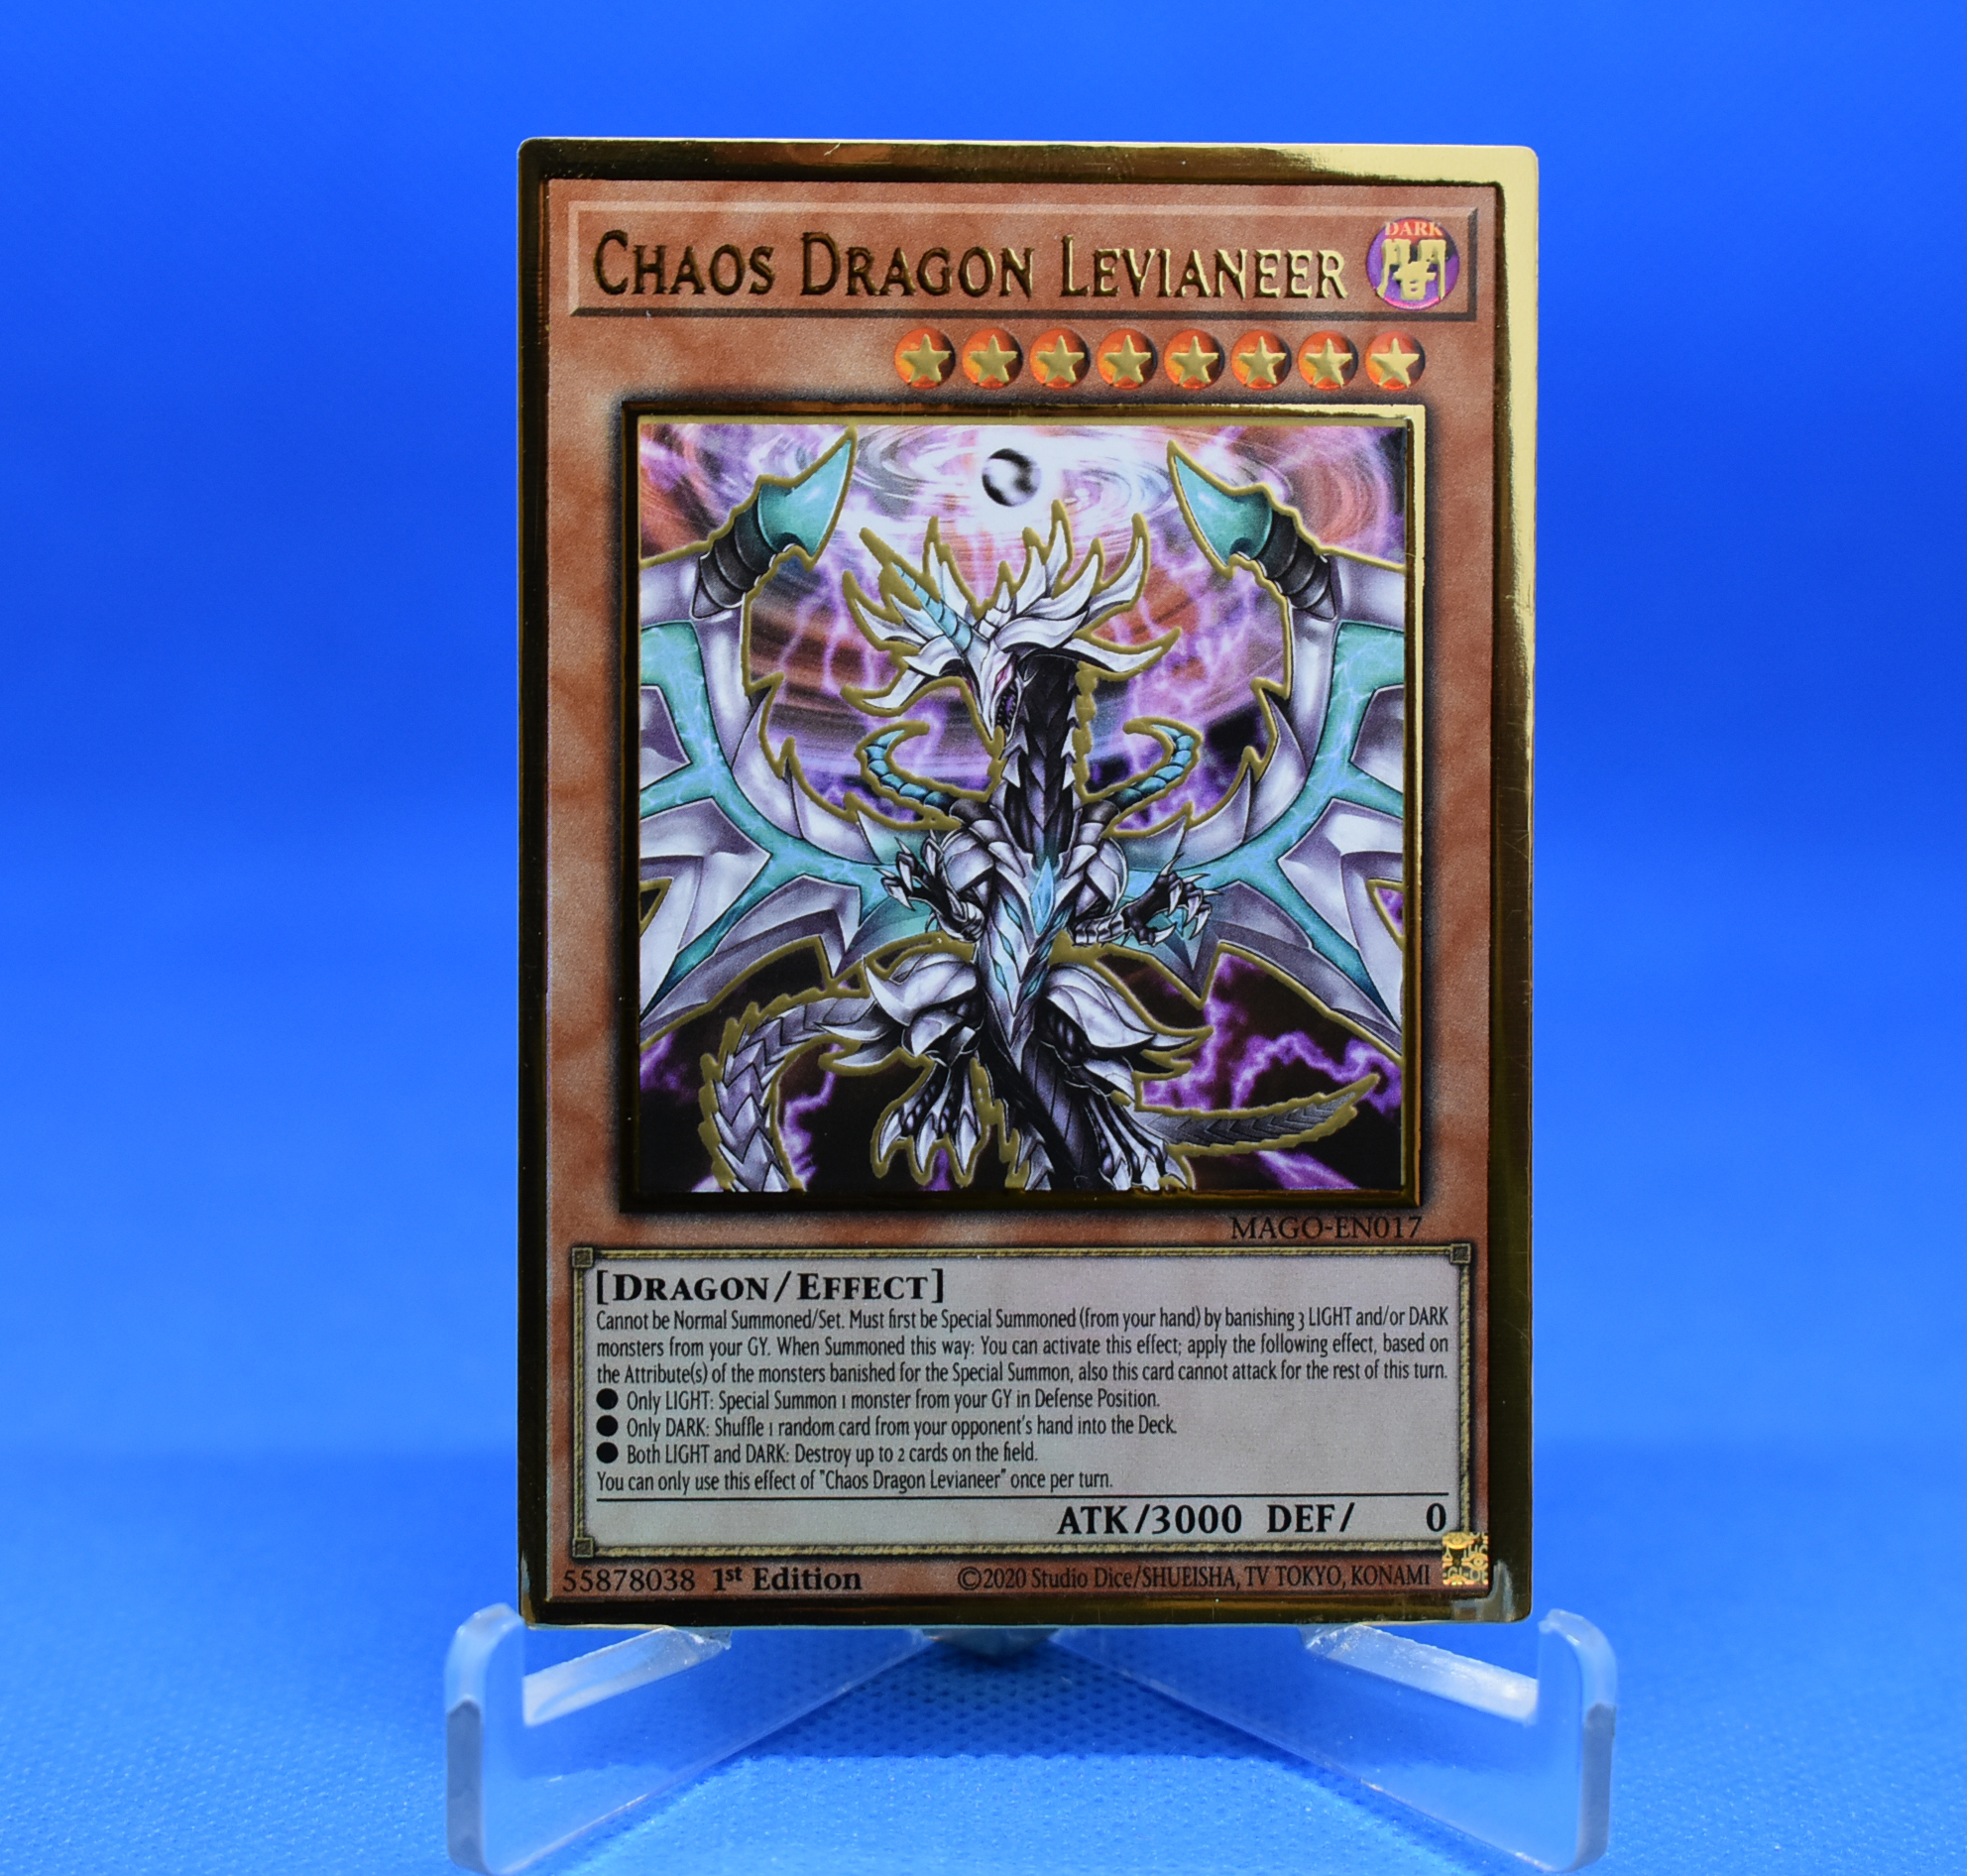 CHAOS DRAGON LEVIANEER
DARK
闇
MAGO-EN017
[DRAGON/EFFECT]
Cannot be Normal Summoned/Set. Must first be Special Summoned (from your hand) by banishing 3 LIGHT and/or DARK
monsters from your GY. When Summoned this way: You can activate this effect; apply the following effect, based on
the Attribute(s) of the monsters banished for the Special Summon, also this card cannot attack for the rest of this turn.
● Only LIGHT: Special Summon 1 monster from your GY in Defense Position.
● Only DARK: Shuffle 1 random card from your opponent's hand into the Deck.
● Both LIGHT and DARK: Destroy up to 2 cards on the field.
You can only use this effect of "Chaos Dragon Levianeer" once per turn.
ATK/3000 DEF/ 0
55878038 1st Edition ©2020 Studio Dice/SHUEISHA, TV TOKYO, KONAMI